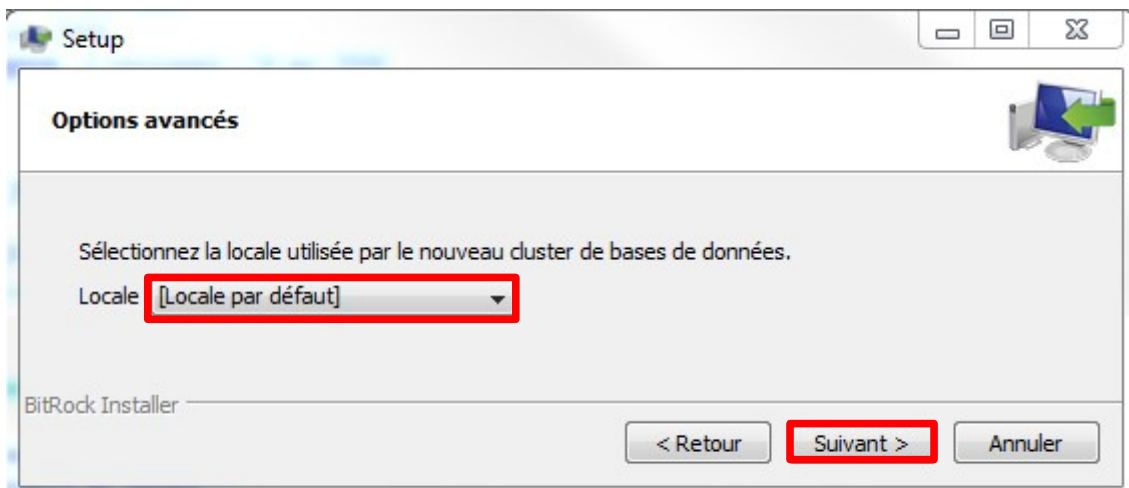 Setup
Options avancés
Sélectionnez la locale utilisée par le nouveau cluster de bases de données.
Locale [Locale par défaut]
BitRock Installer
< Retour Suivant > Annuler